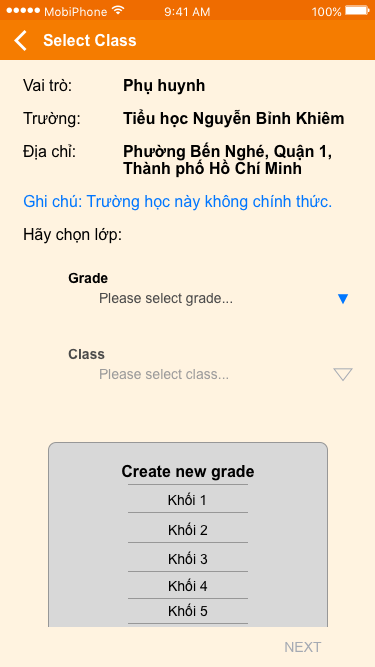 MobiPhone 9:41 AM 100%
Select Class
Vai trò: Phụ huynh
Trường: Tiểu học Nguyễn Bỉnh Khiêm
Địa chỉ: Phường Bến Nghé, Quận 1,
Thành phố Hồ Chí Minh
Ghi chú: Trường học này không chính thức.
Hãy chọn lớp:
Grade
Please select grade...
Class
Please select class...
Create new grade
Khối 1
Khối 2
Khối 3
Khối 4
Khối 5
NEXT